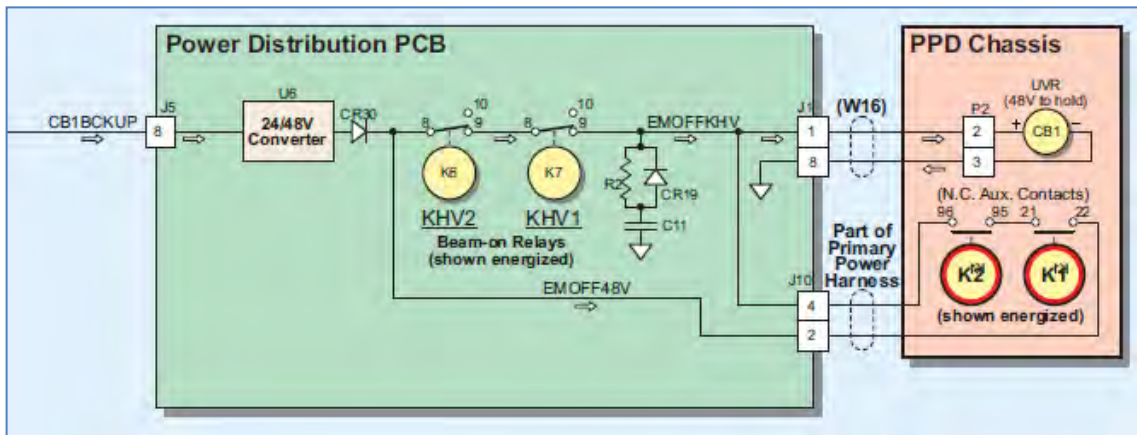 Power Distribution PCB
PPD Chassis
CB1BCKUP
J5
8
U6
24/48V
Converter
CR30
8
10
9
8
10
9
K6
K7
KHV2
KHV1
Beam-on Relays
(shown energized)
EMOFFKHV
R2
CR19
C11
EMOFF48V
J1
1
8
(W16)
P2
2
3
UVR
(48V to hold)
+
CB1
–
(N.C. Aux. Contacts)
96
95
21
22
K2
K1
(shown energized)
Part of
Primary
Power
Harness
J10
4
2